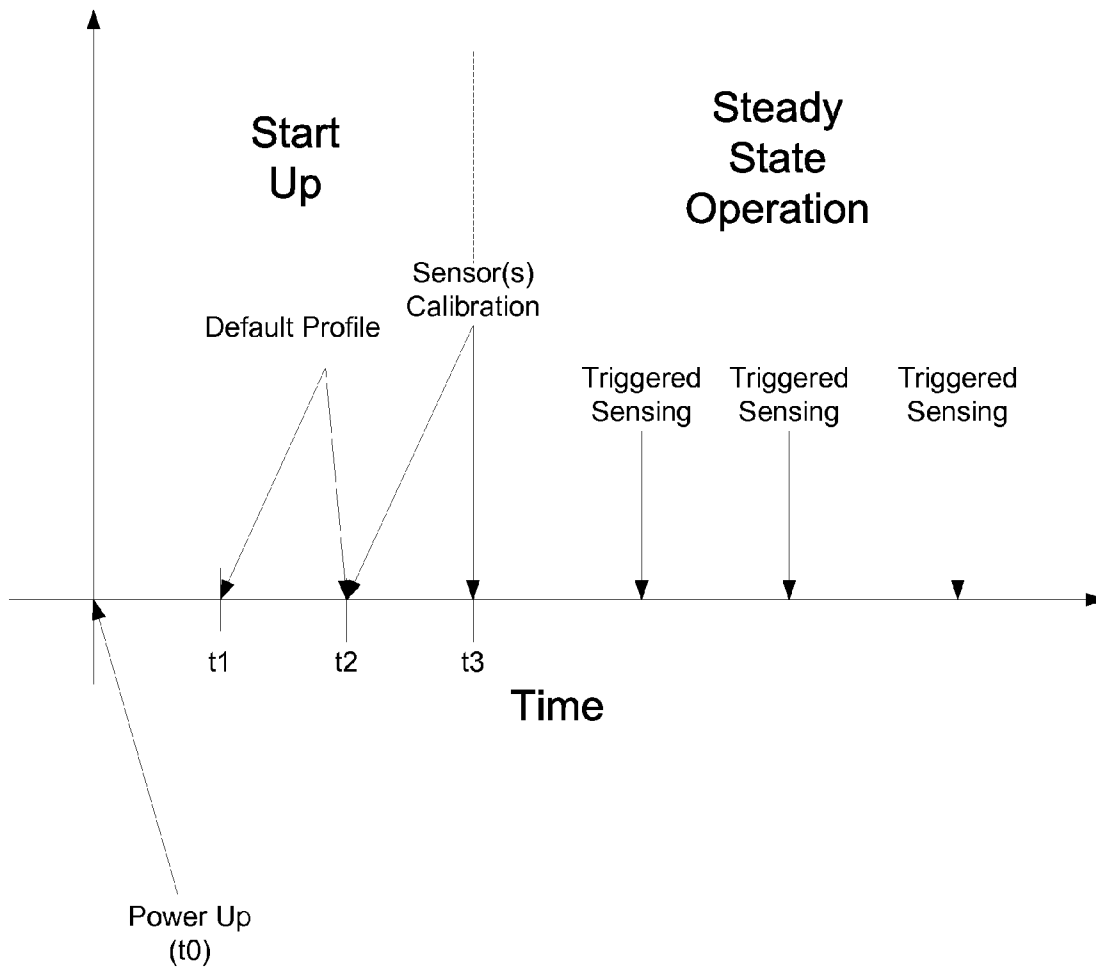 Start
Up
Steady
State
Operation
Sensor(s)
Calibration
Default Profile
Triggered
Sensing
Triggered
Sensing
Triggered
Sensing
t1
t2
t3
Time
Power Up
(t0)